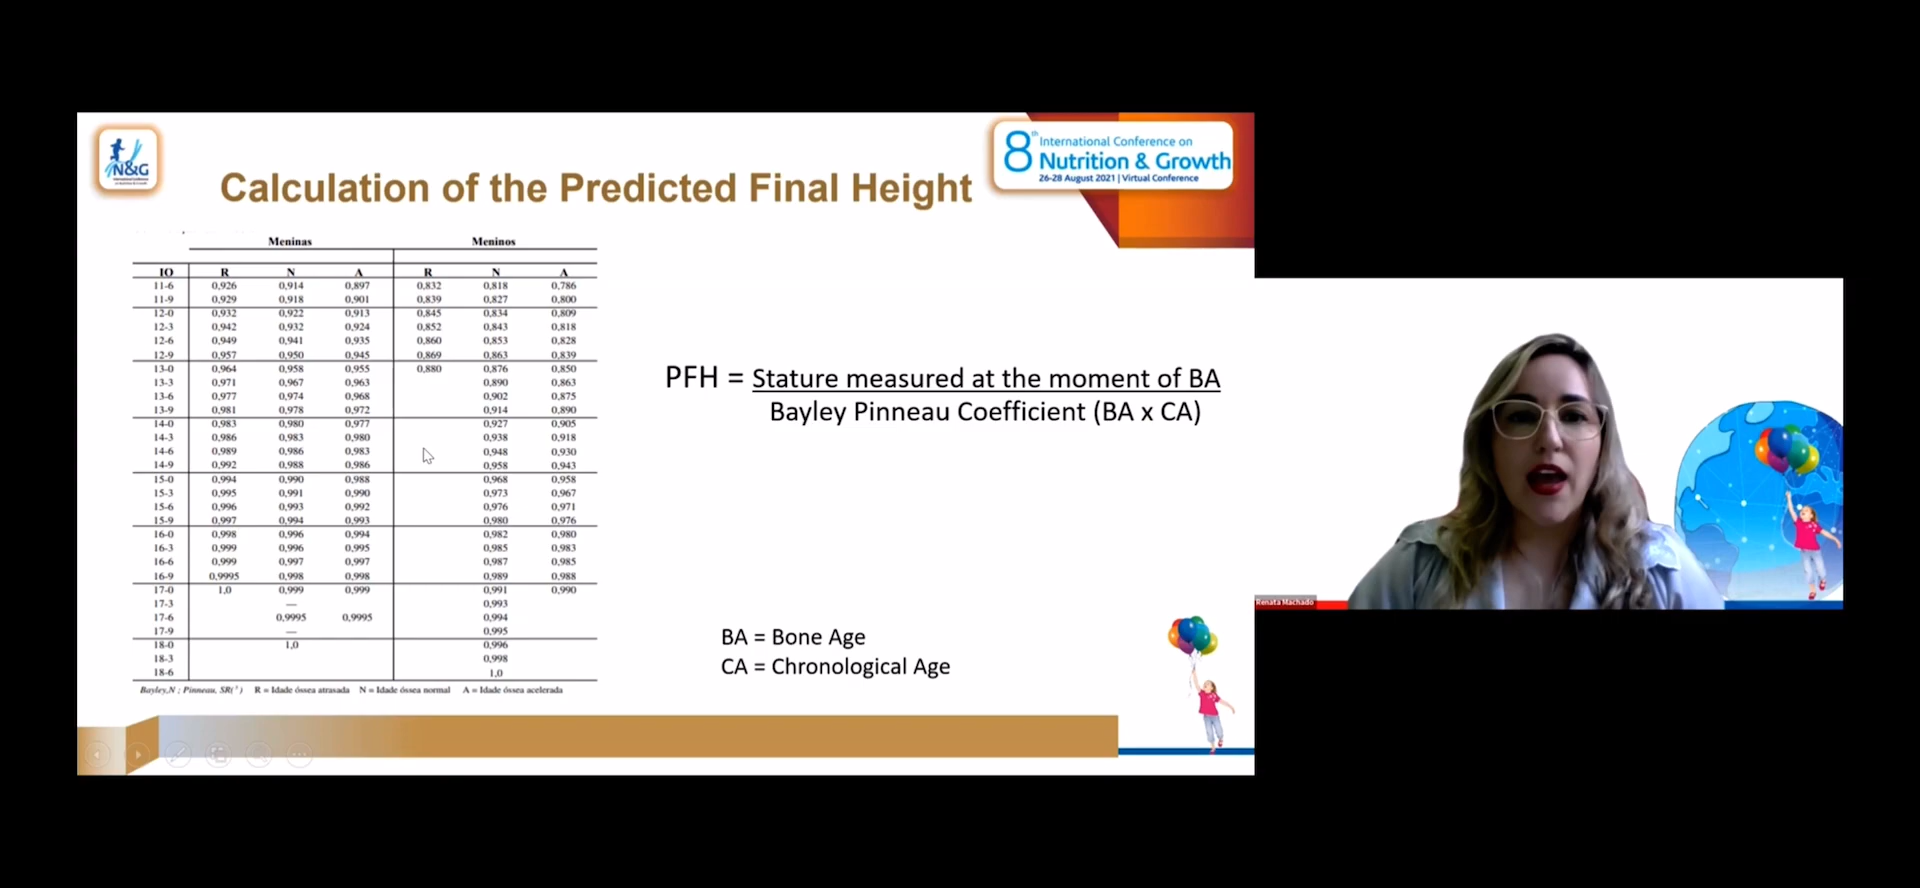 N&G
Calculation of the Predicted Final Height
8th International Conference on
Nutrition & Growth
26-28 August 2021 | Virtual Conference
Meninas Meninos
IO R N A R N A
11-6 0,926 0,914 0,897 0,832 0,818 0,786
11-9 0,929 0,918 0,901 0,839 0,827 0,800
12-0 0,932 0,922 0,913 0,845 0,834 0,809
12-3 0,942 0,932 0,924 0,852 0,843 0,818
12-6 0,949 0,941 0,935 0,860 0,853 0,828
12-9 0,957 0,950 0,945 0,869 0,863 0,839
13-0 0,964 0,958 0,955 0,880 0,876 0,850
13-3 0,971 0,967 0,963 0,890 0,863
13-6 0,977 0,974 0,968 0,902 0,875
13-9 0,981 0,978 0,972 0,914 0,890
14-0 0,983 0,980 0,977 0,927 0,905
14-3 0,986 0,983 0,980 0,938 0,918
14-6 0,989 0,986 0,983 0,948 0,930
14-9 0,992 0,988 0,986 0,958 0,943
15-0 0,994 0,990 0,988 0,968 0,958
15-3 0,995 0,991 0,990 0,973 0,967
15-6 0,996 0,993 0,992 0,976 0,971
15-9 0,997 0,994 0,993 0,980 0,976
16-0 0,998 0,996 0,994 0,982 0,980
16-3 0,999 0,996 0,995 0,985 0,983
16-6 0,999 0,997 0,997 0,987 0,985
16-9 0,9995 0,998 0,998 0,989 0,988
17-0 1,0 0,999 0,999 0,991 0,990
17-3 — 0,993
17-6 0,9995 0,9995 0,994
17-9 — 0,995
18-0 1,0 0,996
18-3 0,998
18-6 1,0
Bayley,N ; Pinneau, SR(³) R = Idade óssea atrasada N = Idade óssea normal A = Idade óssea acelerada
PFH = Stature measured at the moment of BA
Bayley Pinneau Coefficient (BA x CA)
BA = Bone Age
CA = Chronological Age
Renata Machado